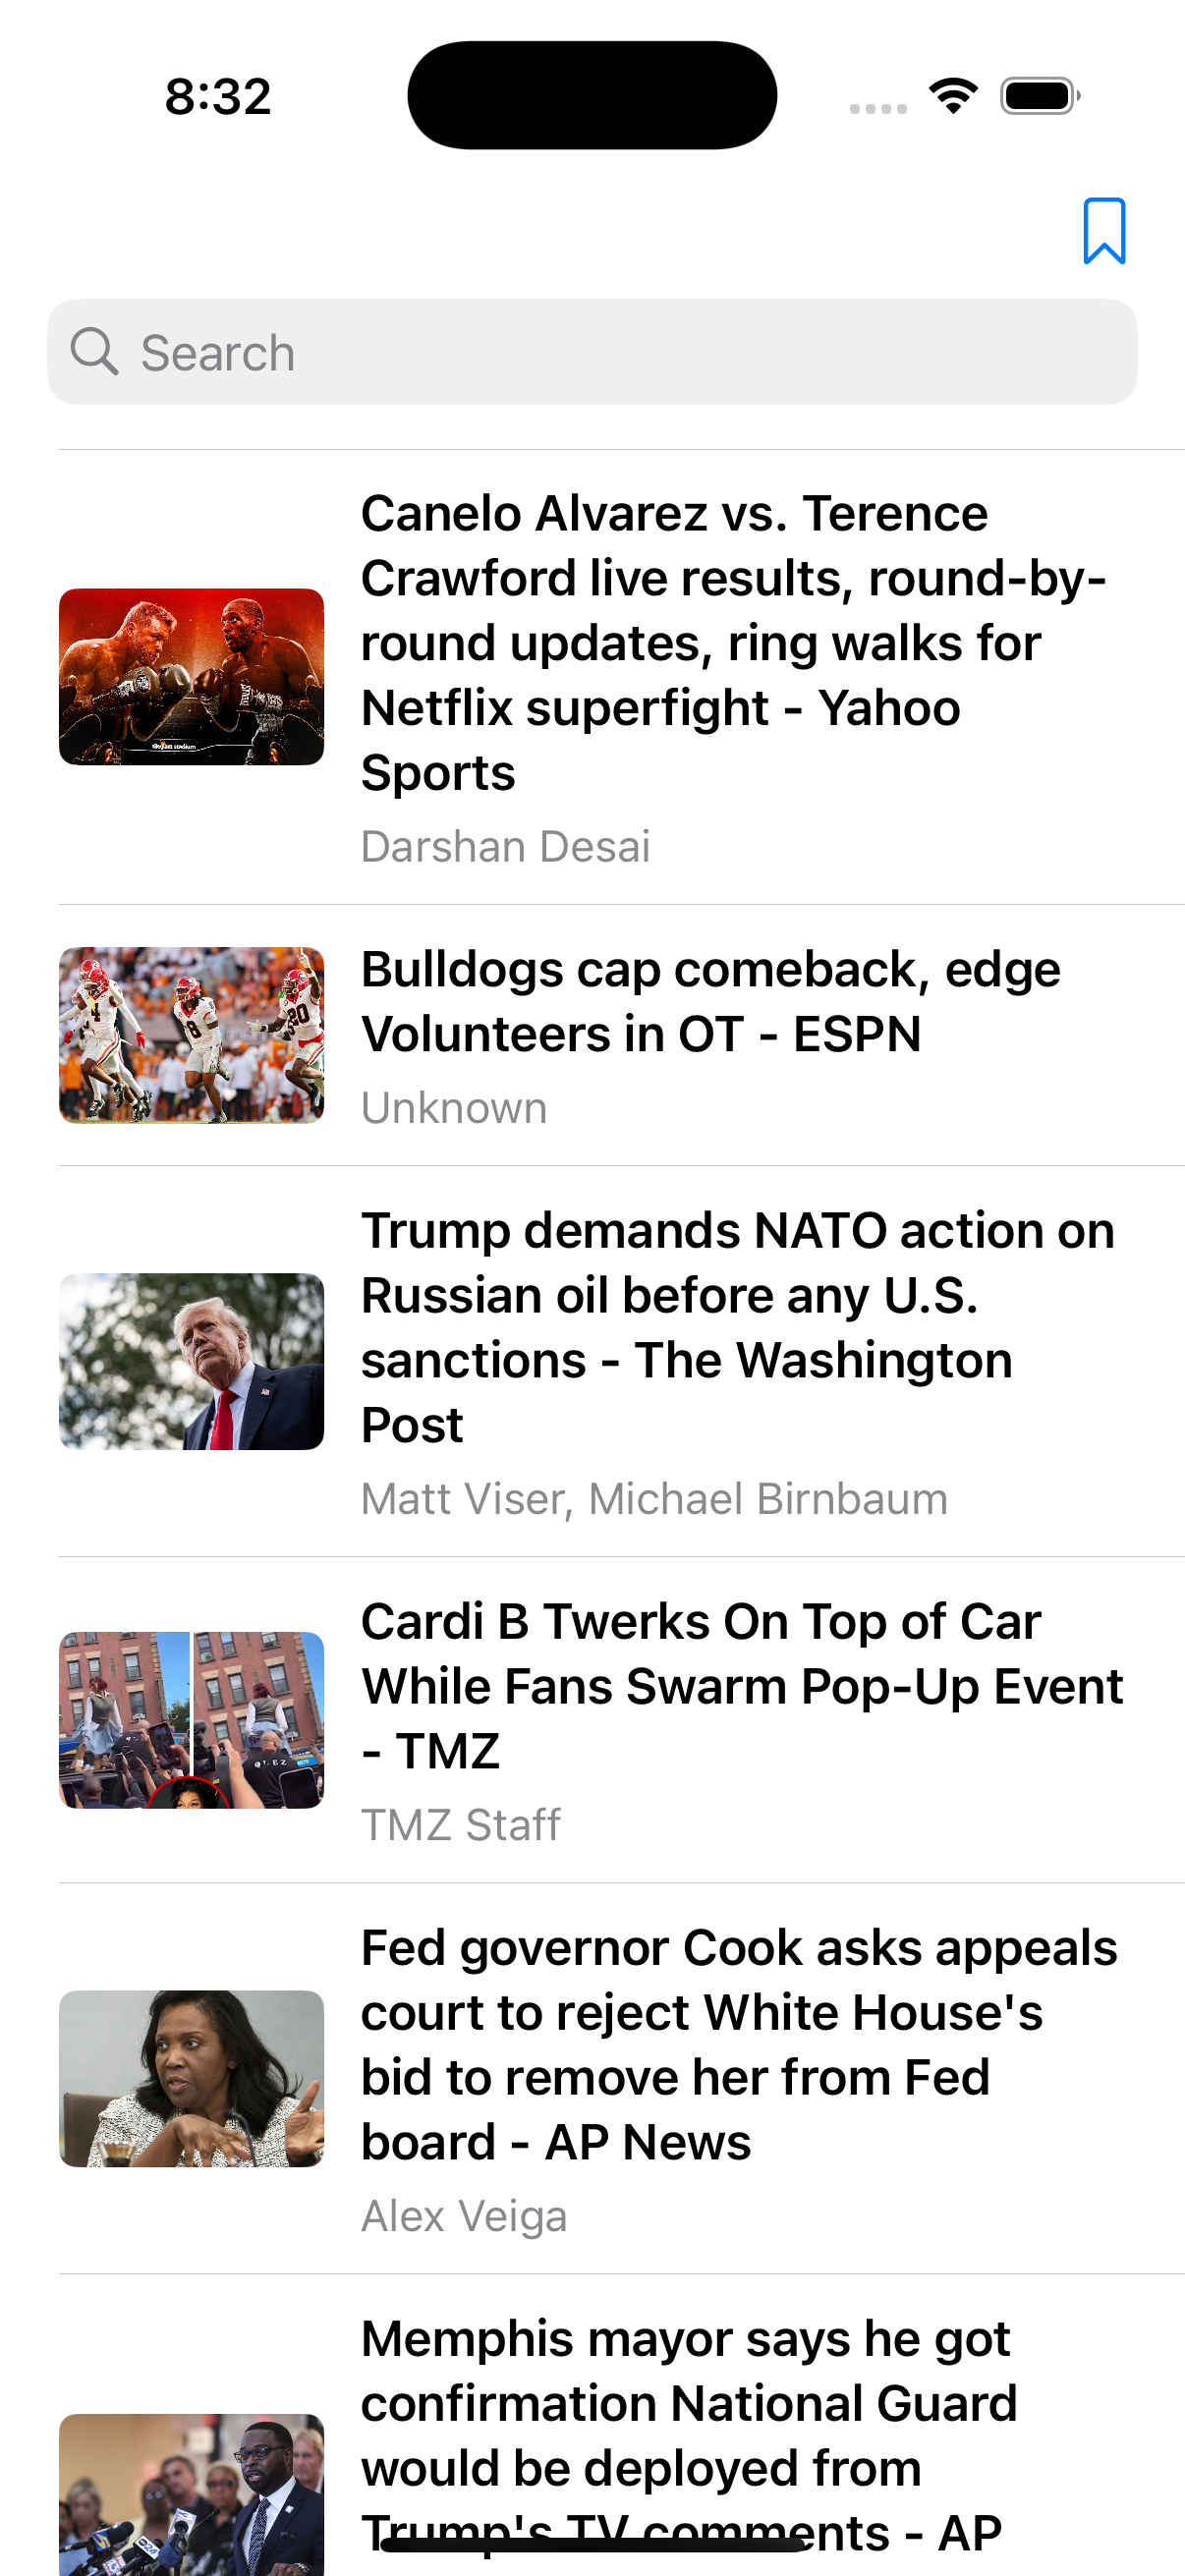 8:32
Search
Canelo Alvarez vs. Terence
Crawford live results, round-by-
round updates, ring walks for
Netflix superfight - Yahoo
Sports
Darshan Desai
Bulldogs cap comeback, edge
Volunteers in OT - ESPN
Unknown
Trump demands NATO action on
Russian oil before any U.S.
sanctions - The Washington
Post
Matt Viser, Michael Birnbaum
Cardi B Twerks On Top of Car
While Fans Swarm Pop-Up Event
- TMZ
TMZ Staff
Fed governor Cook asks appeals
court to reject White House's
bid to remove her from Fed
board - AP News
Alex Veiga
Memphis mayor says he got
confirmation National Guard
would be deployed from
Trump's TV comments - AP